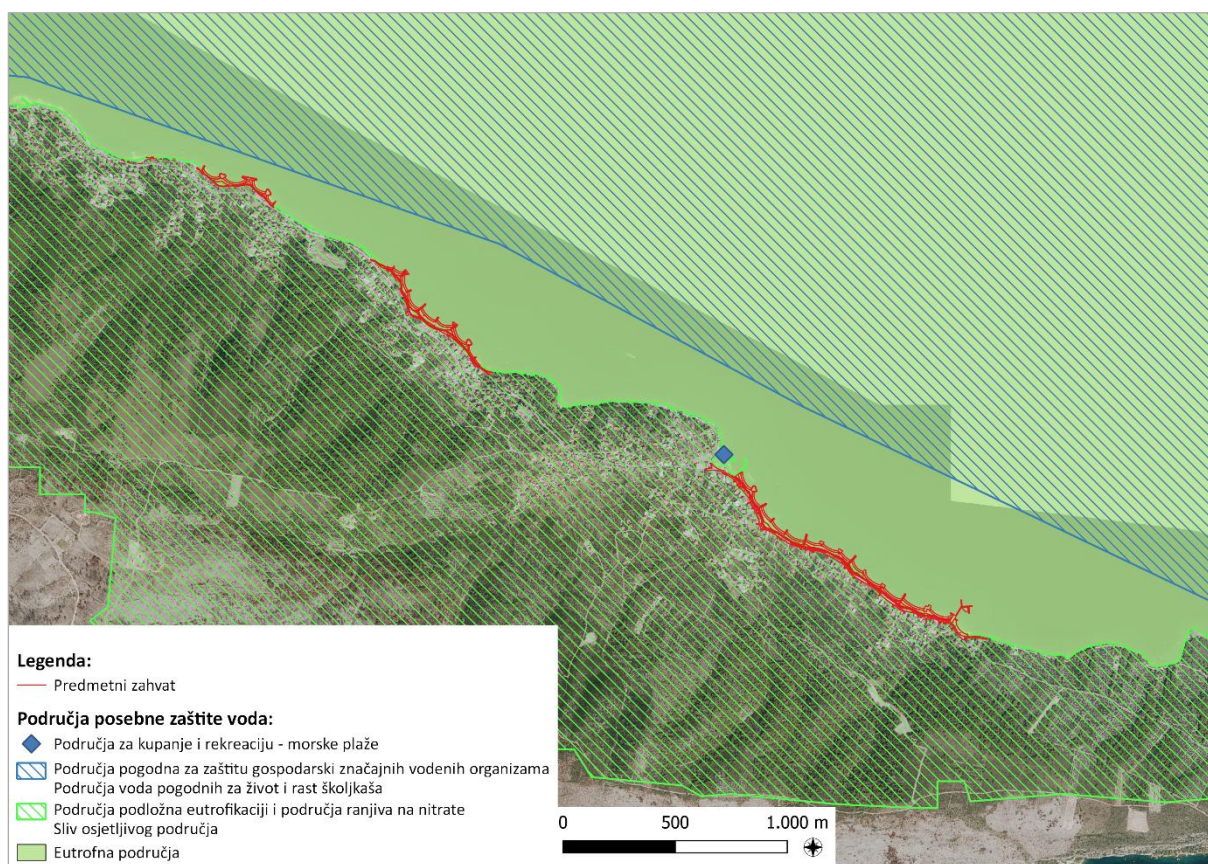 Legenda:
Predmetni zahvat
Područja posebne zaštite voda:
Područja za kupanje i rekreaciju - morske plaže
Područja pogodna za zaštitu gospodarski značajnih vodenih organizama
Područja voda pogodnih za život i rast školjkaša
Područja podložna eutrofikaciji i područja ranjiva na nitrate
Sliv osjetljivog područja
Eutrofna područja
0 500 1.000 m